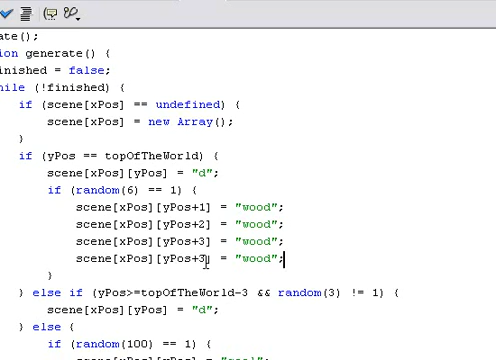 ate();
ion generate() {
inished = false;
hile (!finished) {
if (scene[xPos] == undefined) {
scene[xPos] = new Array();
}
if (yPos == topOfTheWorld) {
scene[xPos][yPos] = "d";
if (random(6) == 1) {
scene[xPos][yPos+1] = "wood";
scene[xPos][yPos+2] = "wood";
scene[xPos][yPos+3] = "wood";
scene[xPos][yPos+3] = "wood";
}
} else if (yPos>=topOfTheWorld-3 && random(3) != 1) {
scene[xPos][yPos] = "d";
} else {
if (random(100) == 1) {